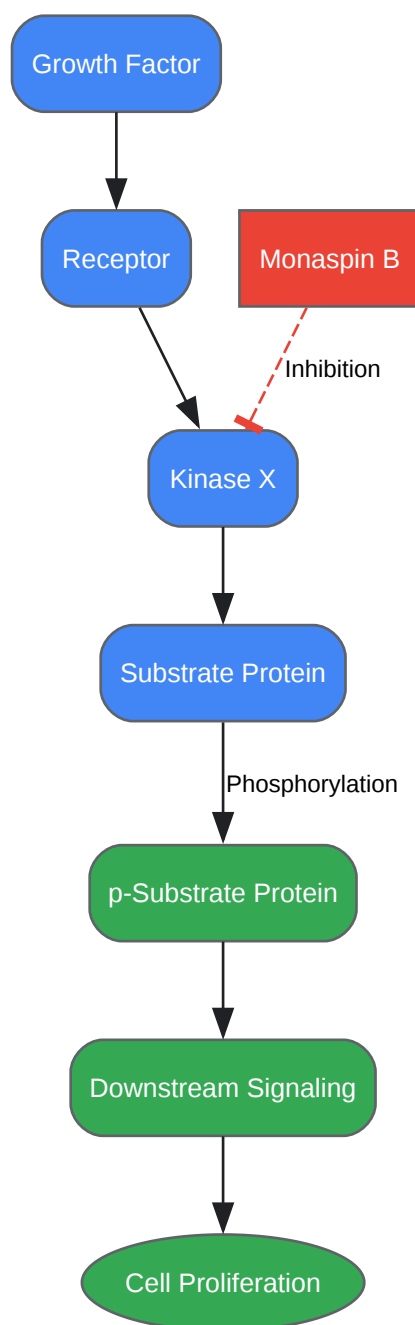 Growth Factor
Receptor
Monaspin B
Inhibition
Kinase X
Substrate Protein
Phosphorylation
p-Substrate Protein
Downstream Signaling
Cell Proliferation